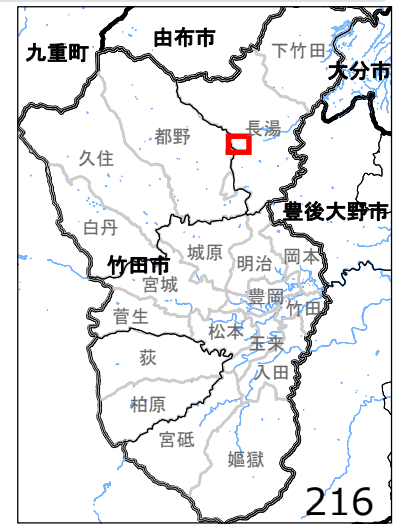 由布市
九重町
下竹田
大分市
長湯
都野
久住
豊後大野市
白丹
城原
岡本
明治
竹田市
宮城
豊岡
竹田
菅生
松本
玉来
荻
入田
柏原
宮砥
嫗獄
216